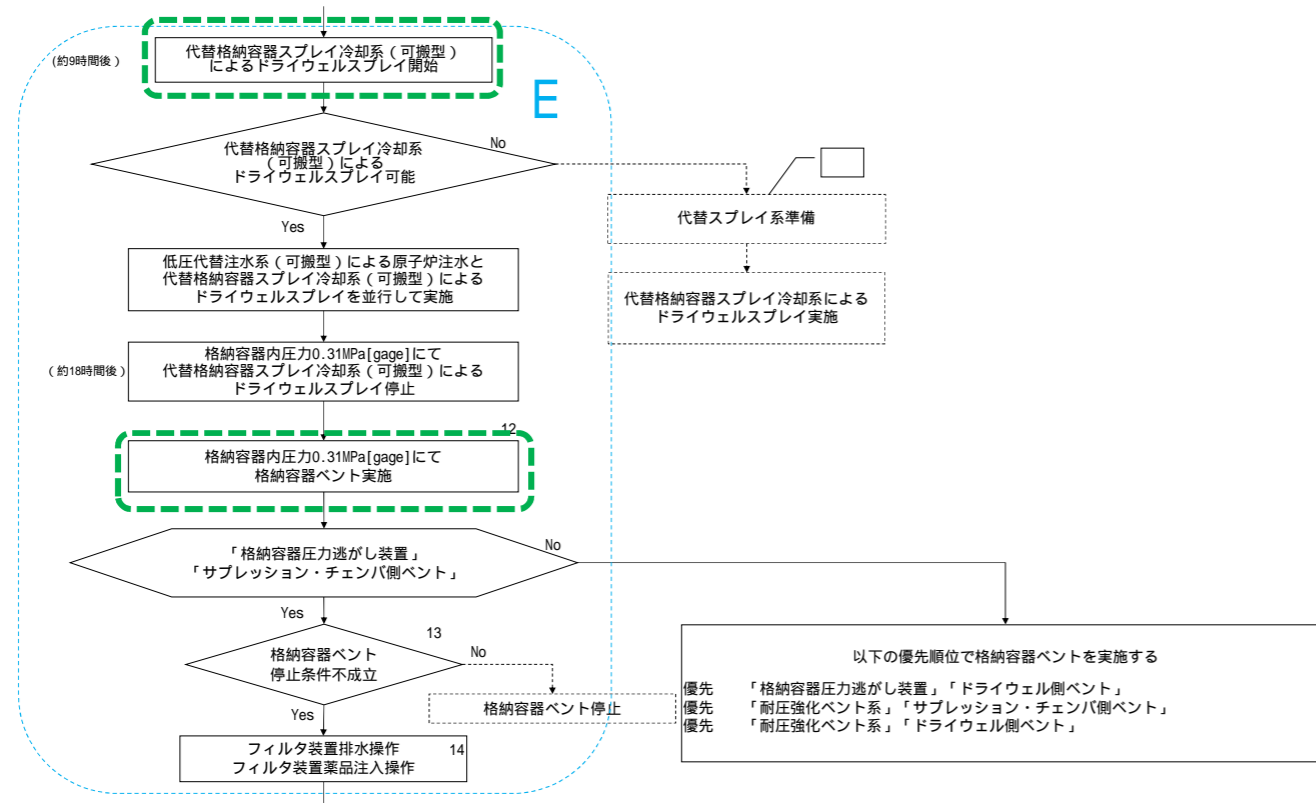 (約9時間後)
代替格納容器スプレイ冷却系(可搬型)
によるドライウェルスプレイ開始
E
代替格納容器スプレイ冷却系
(可搬型)による
ドライウェルスプレイ可能
No
Yes
代替スプレイ系準備
低圧代替注水系(可搬型)による原子炉注水と
代替格納容器スプレイ冷却系(可搬型)による
ドライウェルスプレイを並行して実施
代替格納容器スプレイ冷却系による
ドライウェルスプレイ実施
(約18時間後)
格納容器内圧力0.31MPa[gage]にて
代替格納容器スプレイ冷却系(可搬型)による
ドライウェルスプレイ停止
12
格納容器内圧力0.31MPa[gage]にて
格納容器ベント実施
「格納容器圧力逃がし装置」
「サプレッション・チェンバ側ベント」
No
Yes
13
格納容器ベント
停止条件不成立
No
Yes
格納容器ベント停止
以下の優先順位で格納容器ベントを実施する
優先 「格納容器圧力逃がし装置」「ドライウェル側ベント」
優先 「耐圧強化ベント系」「サプレッション・チェンバ側ベント」
優先 「耐圧強化ベント系」「ドライウェル側ベント」
フィルタ装置排水操作 14
フィルタ装置薬品注入操作